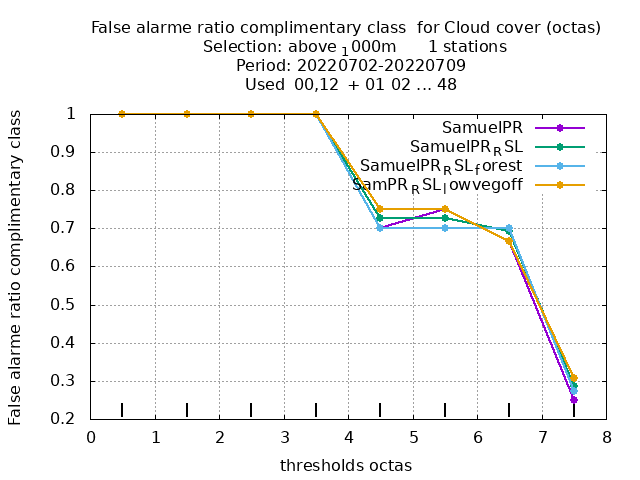 False alarme ratio complimentary class for Cloud cover (octas)
Selection: above 1000m 1 stations
Period: 20220702-20220709
Used 00,12 + 01 02 ... 48
False alarme ratio complimentary class
1
0.9
0.8
0.7
0.6
0.5
0.4
0.3
0.2
SamuelPR
SamuelPRRSL
SamuelPRRSLforest
SamPRRSLlowvegoff
0 1 2 3 4 5 6 7 8
thresholds octas